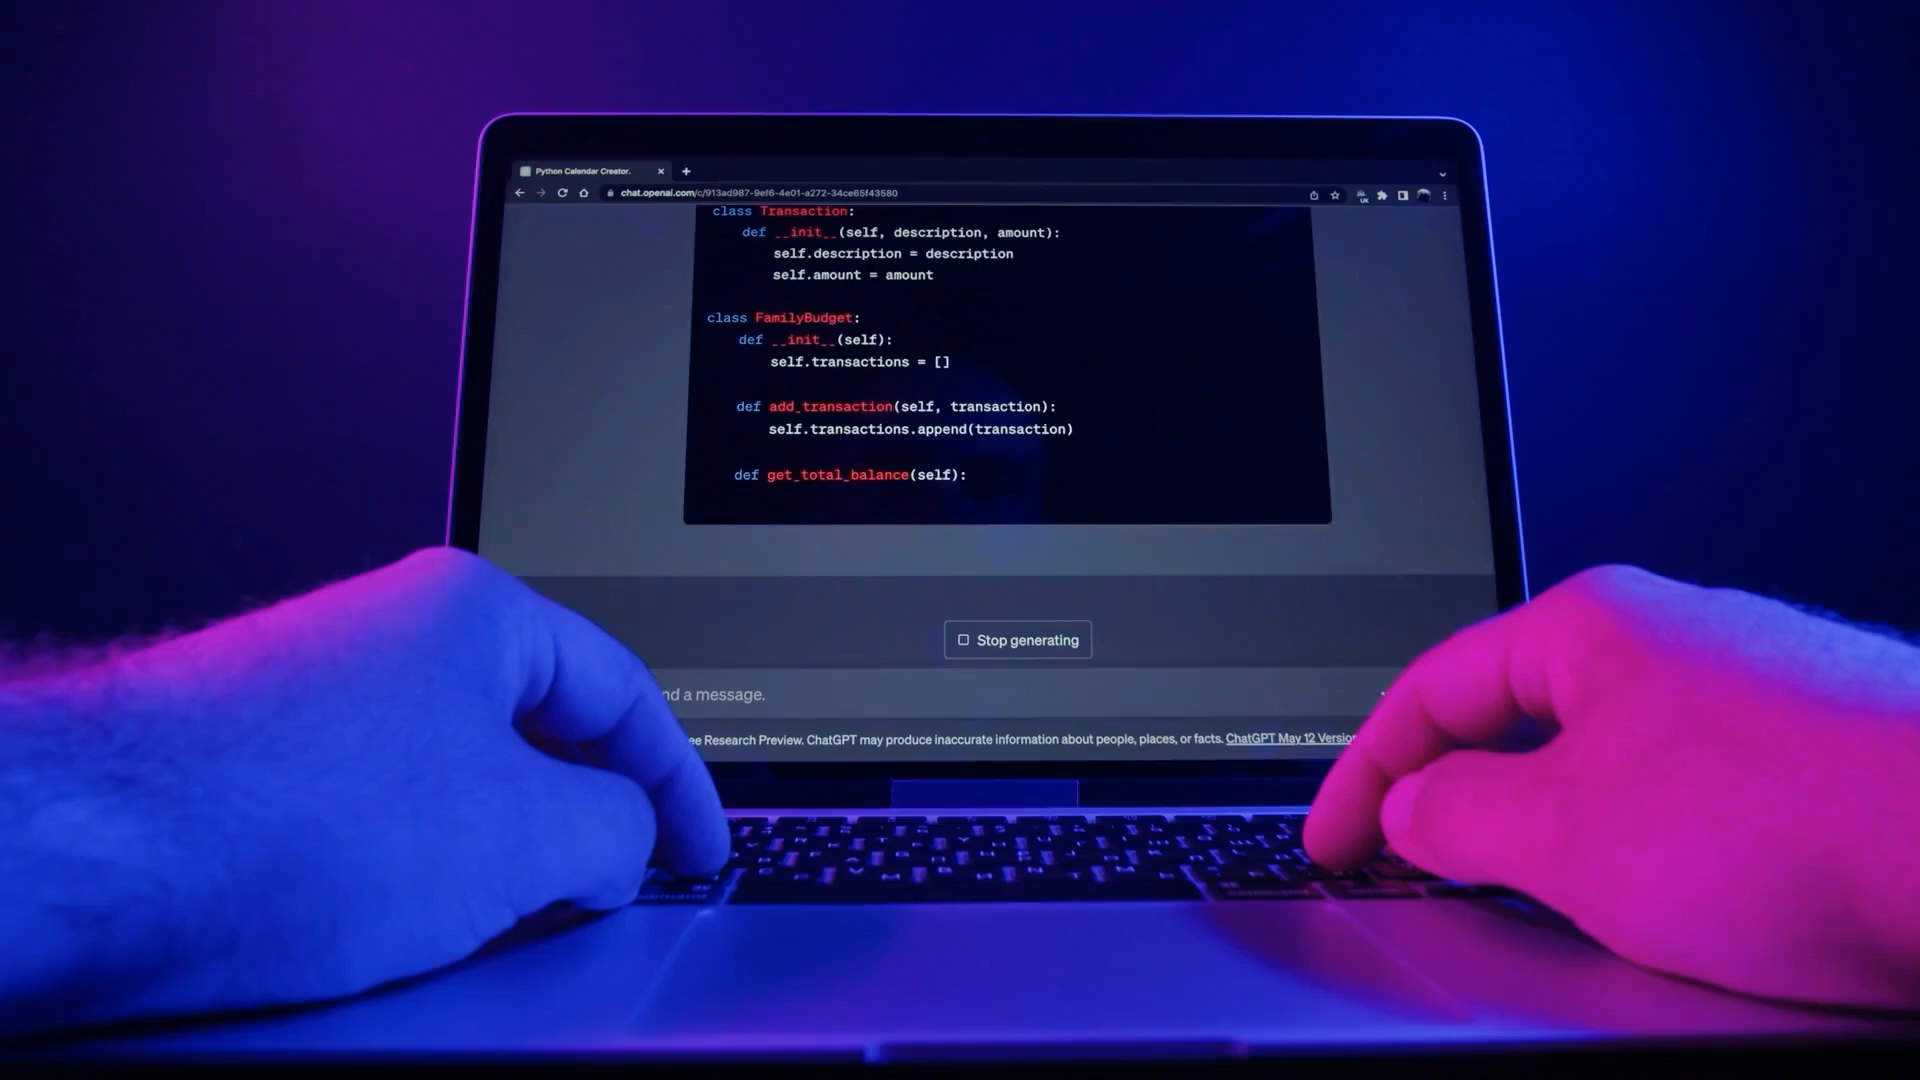 Python Calendar Creator.
chat.openai.com/c/913ad987-9ef6-4e01-a272-34ce65f43580
UK
class Transaction:
def __init__(self, description, amount):
self.description = description
self.amount = amount
class FamilyBudget:
def __init__(self):
self.transactions = []
def add_transaction(self, transaction):
self.transactions.append(transaction)
def get_total_balance(self):
Stop generating
nd a message.
ee Research Preview. ChatGPT may produce inaccurate information about people, places, or facts. ChatGPT May 12 Version